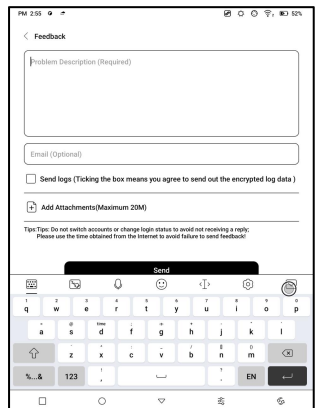 PM 2:55 52%
Feedback
Problem Description (Required)
Email (Optional)
Send logs (Ticking the box means you agree to send out the encrypted log data )
Add Attachments(Maximum 20M)
Tips:Tips: Do not switch accounts or change login status to avoid not receiving a reply;
Please use the time obtained from the Internet to avoid failure to send feedback!
Send
1 2 3 4 5 6 7 8 9 0
q w e r t y u i o p
@ time
a s d f g h j k l
z x c v b n m
%...& 123 ! ? EN